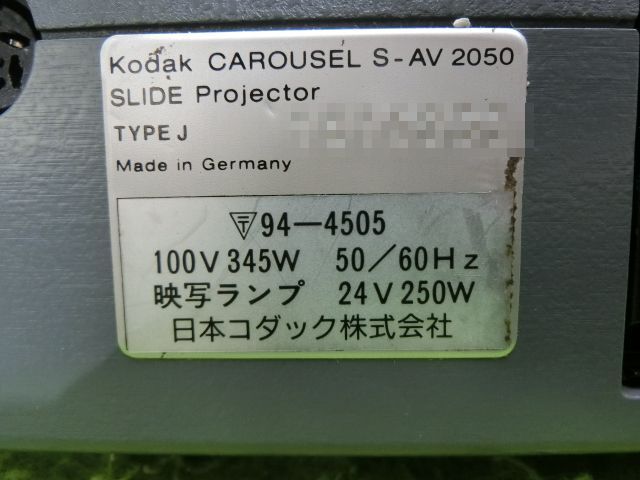 Kodak CAROUSEL S-AV 2050
SLIDE Projector
TYPE J
Made in Germany
〒94-4505
100V 345W 50/60Hz
映写ランプ 24V 250W
日本コダック株式会社